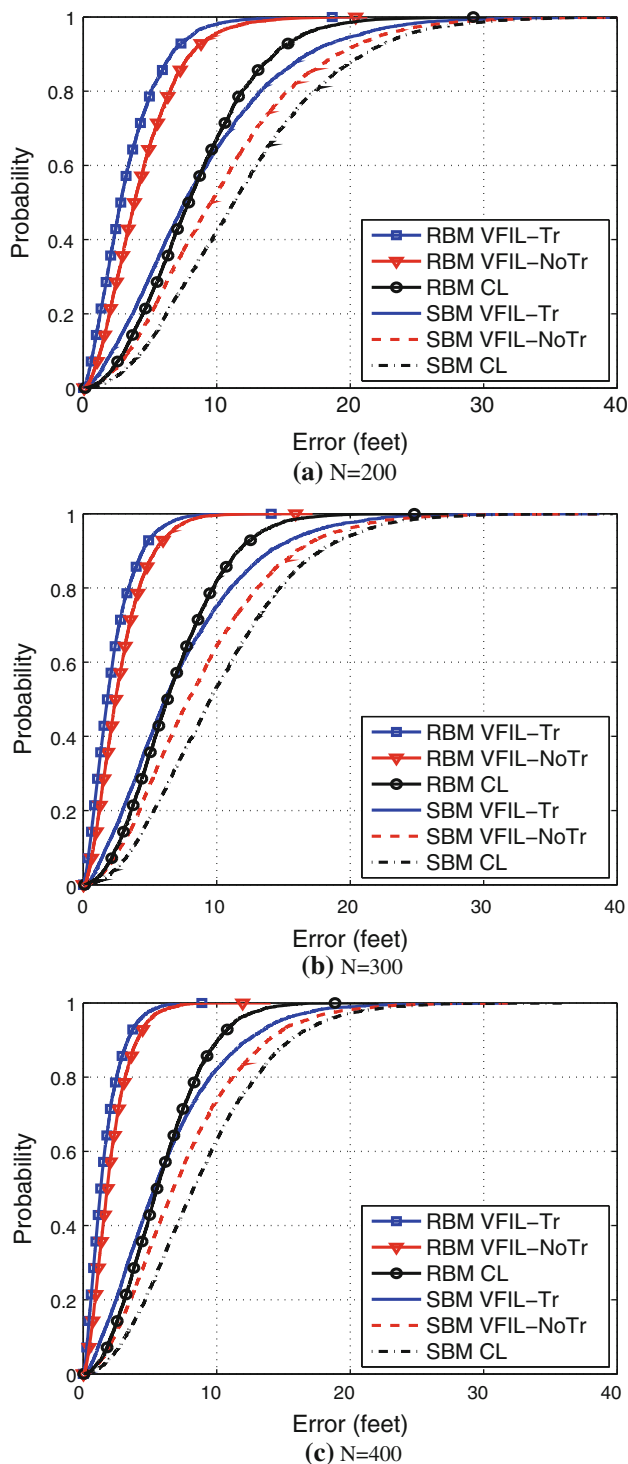 1
0.8
0.6
0.4
0.2
0
Probability
RBM VFIL−Tr
RBM VFIL−NoTr
RBM CL
SBM VFIL−Tr
SBM VFIL−NoTr
SBM CL
0 10 20 30 40
Error (feet)
(a) N=200
1
0.8
0.6
0.4
0.2
0
Probability
RBM VFIL−Tr
RBM VFIL−NoTr
RBM CL
SBM VFIL−Tr
SBM VFIL−NoTr
SBM CL
0 10 20 30 40
Error (feet)
(b) N=300
1
0.8
0.6
0.4
0.2
0
Probability
RBM VFIL−Tr
RBM VFIL−NoTr
RBM CL
SBM VFIL−Tr
SBM VFIL−NoTr
SBM CL
0 10 20 30 40
Error (feet)
(c) N=400